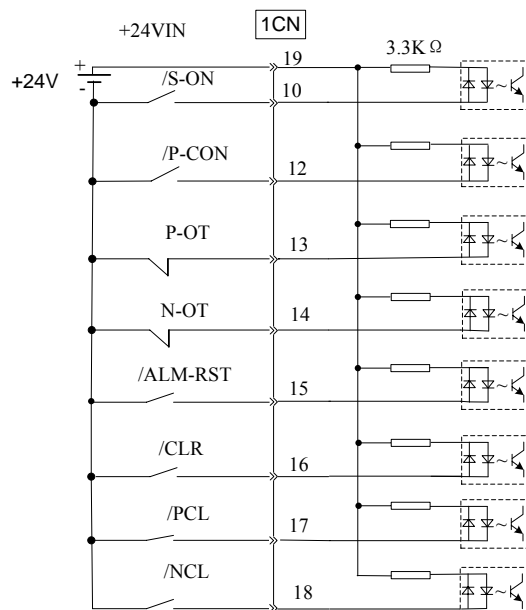 +24VIN
1CN
19
3.3K Ω
+
-
+24V
/S-ON
10
/P-CON
12
P-OT
13
N-OT
14
/ALM-RST
15
/CLR
16
/PCL
17
/NCL
18